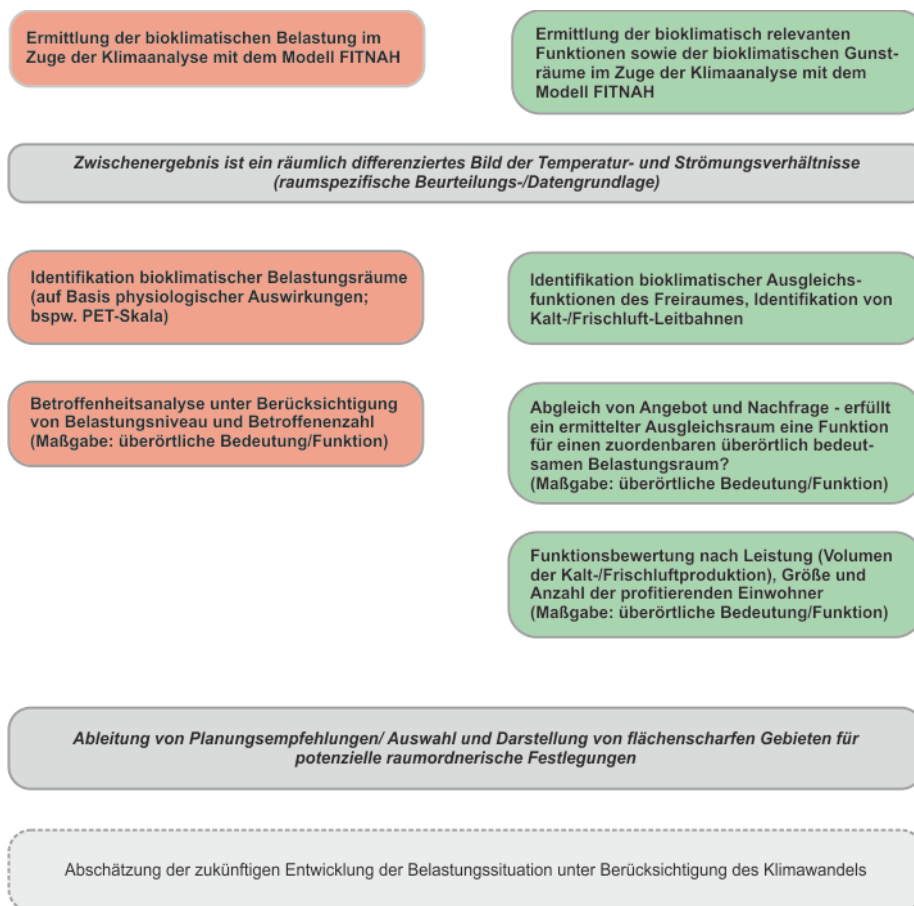 Ermittlung der bioklimatischen Belastung im
Zuge der Klimaanalyse mit dem Modell FITNAH
Ermittlung der bioklimatisch relevanten
Funktionen sowie der bioklimatischen Gunst-
räume im Zuge der Klimaanalyse mit dem
Modell FITNAH
Zwischenergebnis ist ein räumlich differenziertes Bild der Temperatur- und Strömungsverhältnisse
(raumspezifische Beurteilungs-/Datengrundlage)
Identifikation bioklimatischer Belastungsräume
(auf Basis physiologischer Auswirkungen;
bspw. PET-Skala)
Identifikation bioklimatischer Ausgleichs-
funktionen des Freiraumes, Identifikation von
Kalt-/Frischluft-Leitbahnen
Betroffenheitsanalyse unter Berücksichtigung
von Belastungsniveau und Betroffenenzahl
(Maßgabe: überörtliche Bedeutung/Funktion)
Abgleich von Angebot und Nachfrage - erfüllt
ein ermittelter Ausgleichsraum eine Funktion
für einen zuordenbaren überörtlich bedeut-
samen Belastungsraum?
(Maßgabe: überörtliche Bedeutung/Funktion)
Funktionsbewertung nach Leistung (Volumen
der Kalt-/Frischluftproduktion), Größe und
Anzahl der profitierenden Einwohner
(Maßgabe: überörtliche Bedeutung/Funktion)
Ableitung von Planungsempfehlungen/ Auswahl und Darstellung von flächenscharfen Gebieten für
potenzielle raumordnerische Festlegungen
Abschätzung der zukünftigen Entwicklung der Belastungssituation unter Berücksichtigung des Klimawandels